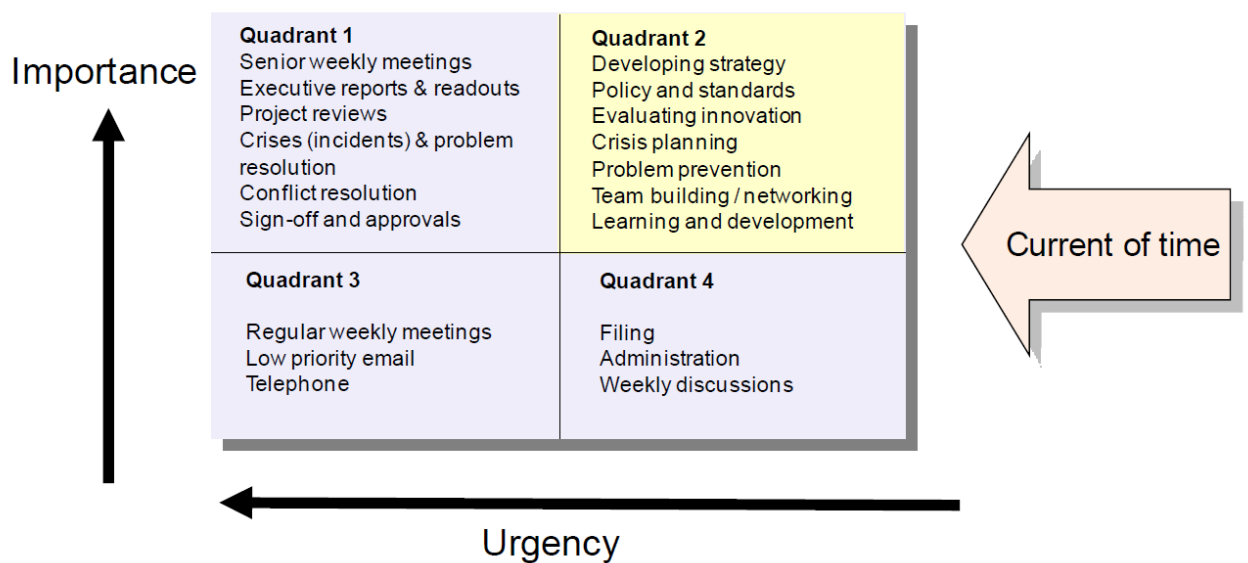 Importance
Quadrant 1
Senior weekly meetings
Executive reports & readouts
Project reviews
Crises (incidents) & problem
resolution
Conflict resolution
Sign-off and approvals
Quadrant 2
Developing strategy
Policy and standards
Evaluating innovation
Crisis planning
Problem prevention
Team building / networking
Learning and development
Quadrant 3
Regular weekly meetings
Low priority email
Telephone
Quadrant 4
Filing
Administration
Weekly discussions
Current of time
Urgency